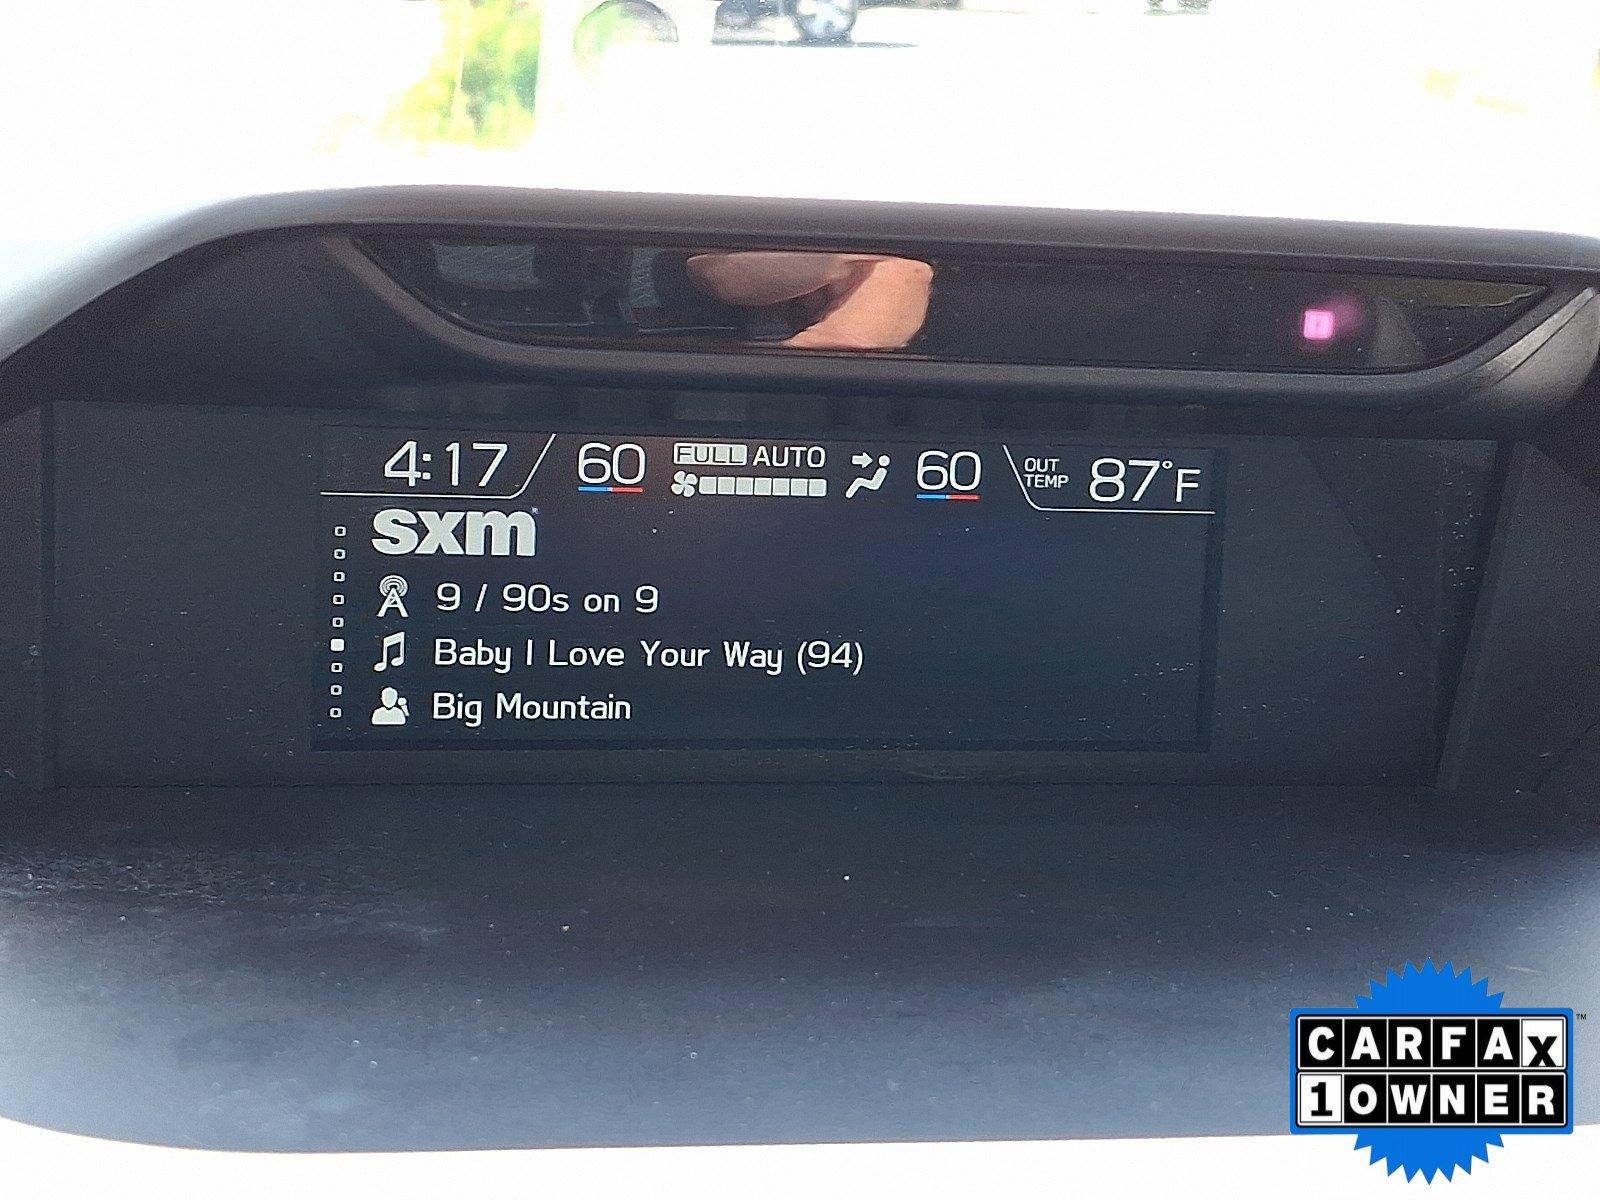 4:17 60 FULL AUTO 60 OUT TEMP 87°F
sxm
9 / 90s on 9
Baby I Love Your Way (94)
Big Mountain
CARFAX™
1 OWNER